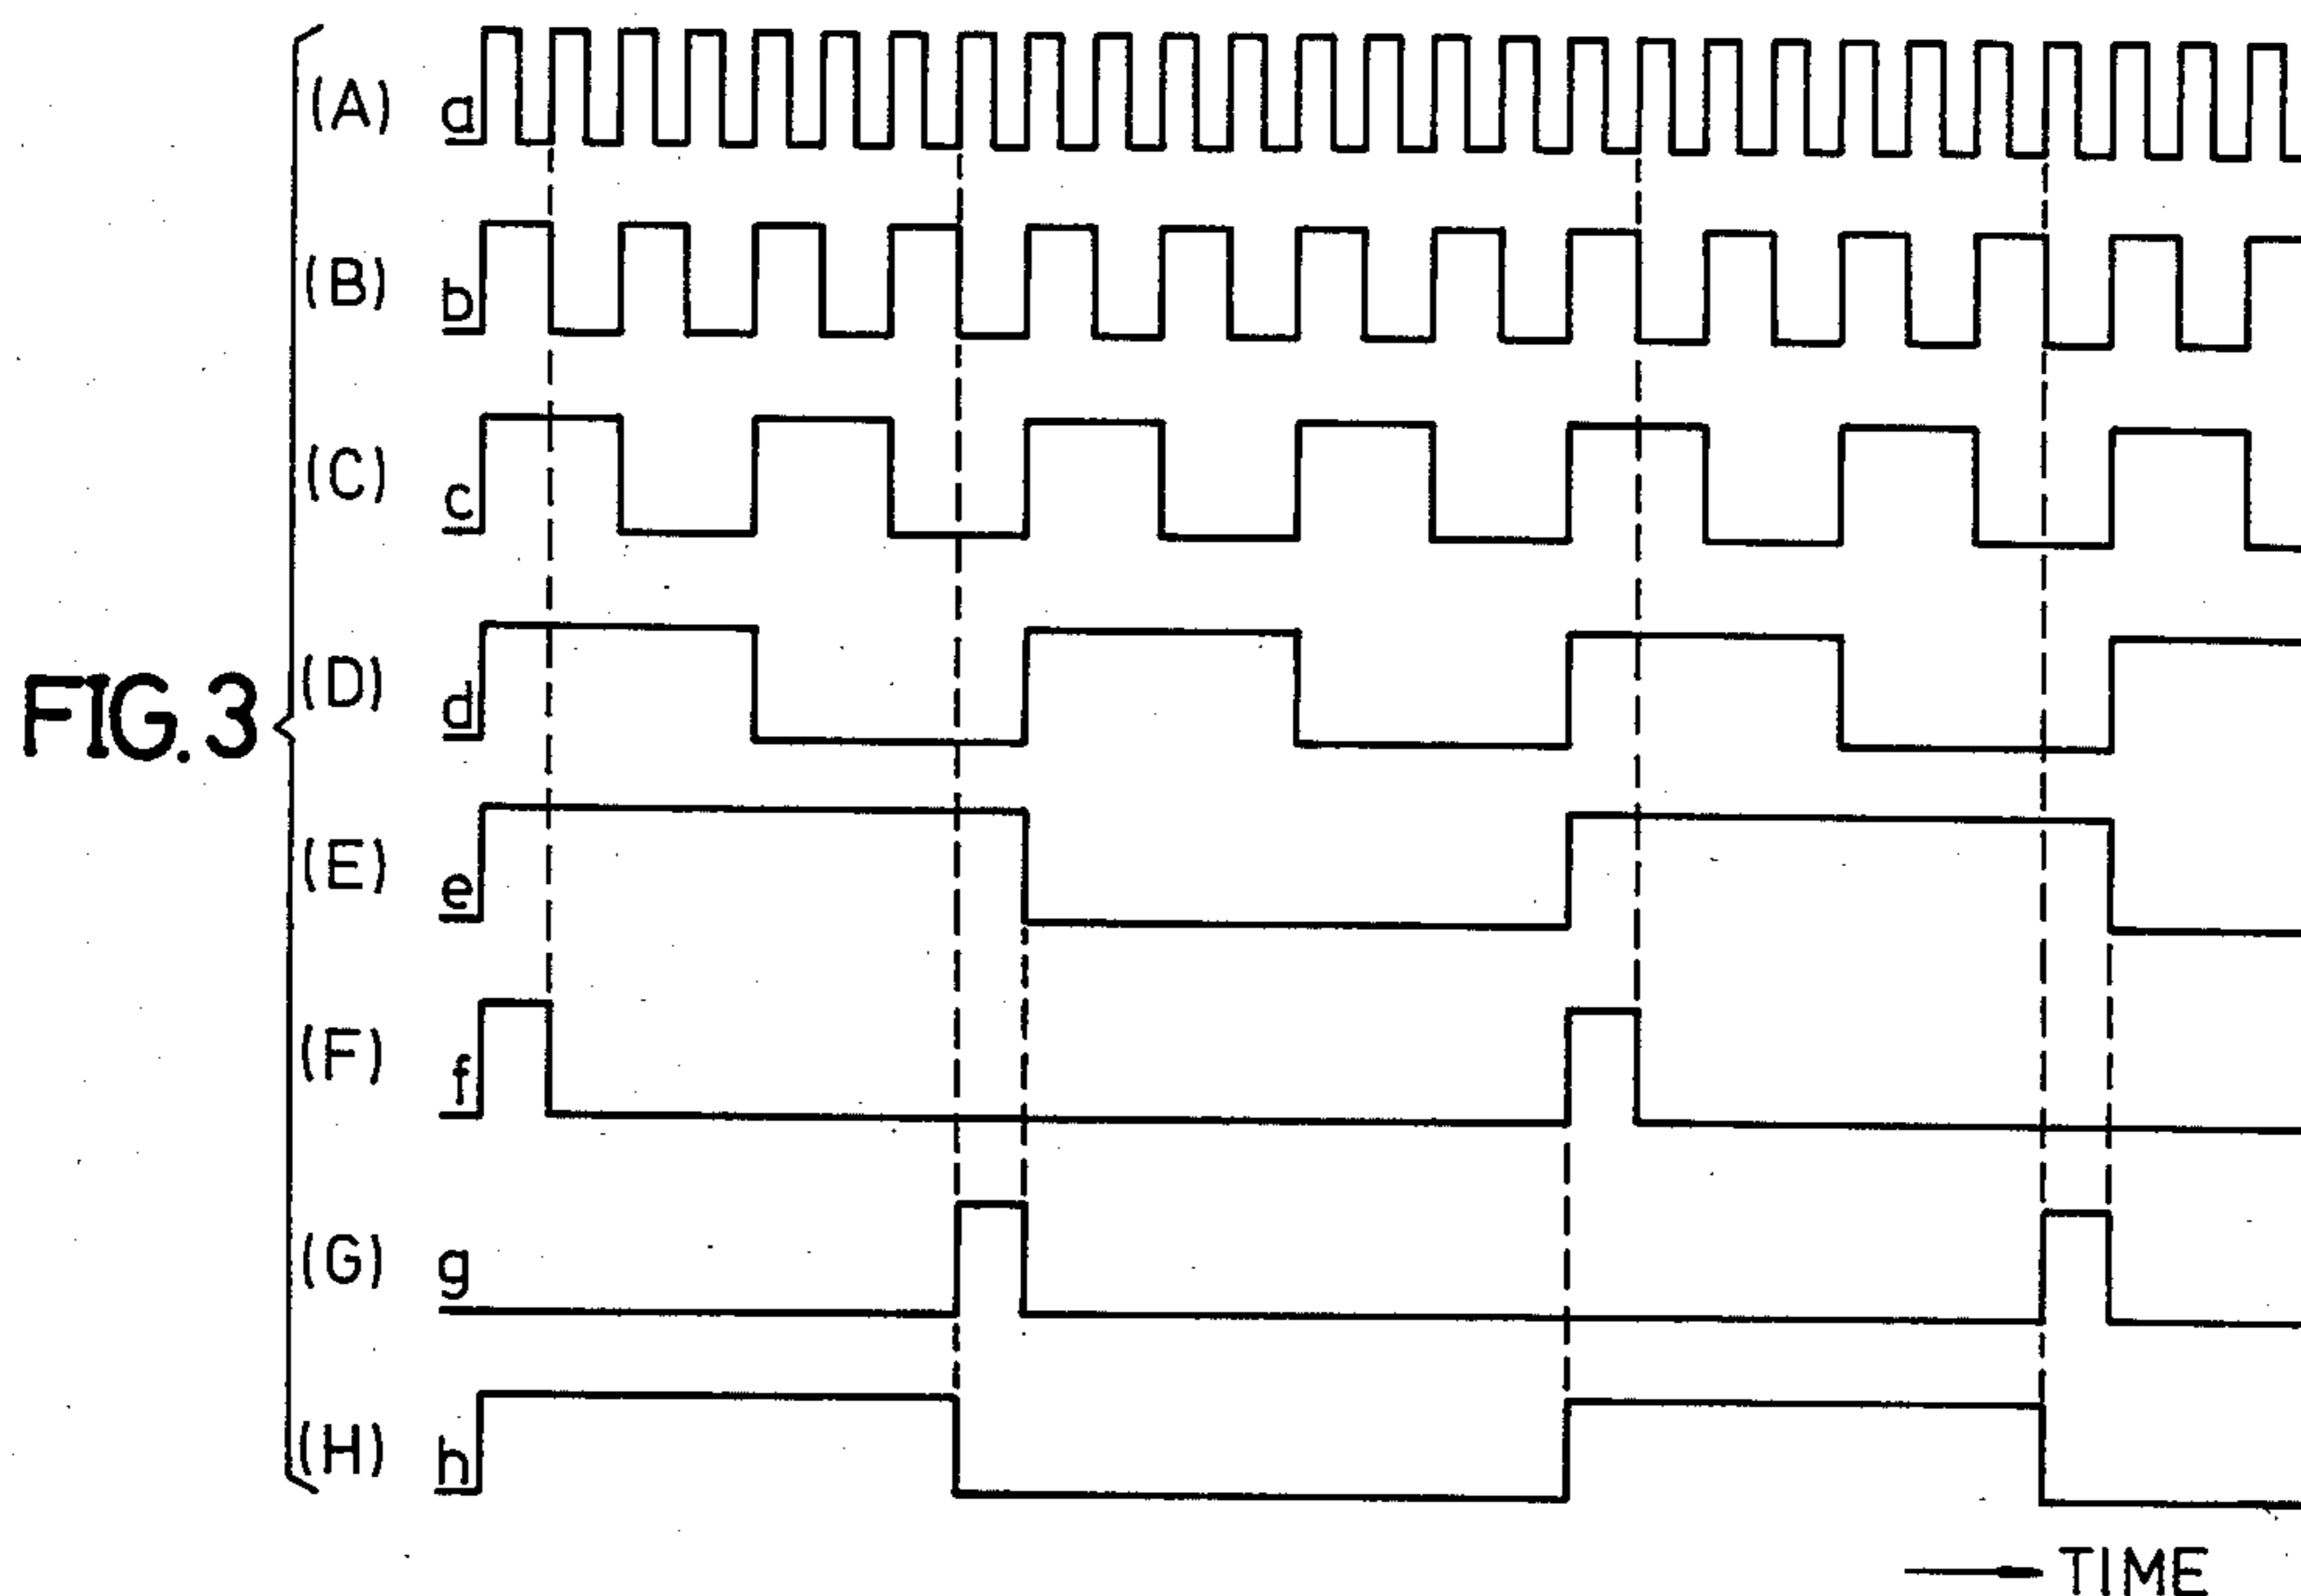 (A) a
(B) b
(C) c
(D) d
FIG.3
(E) e
(F) f
(G) g
(H) h
TIME